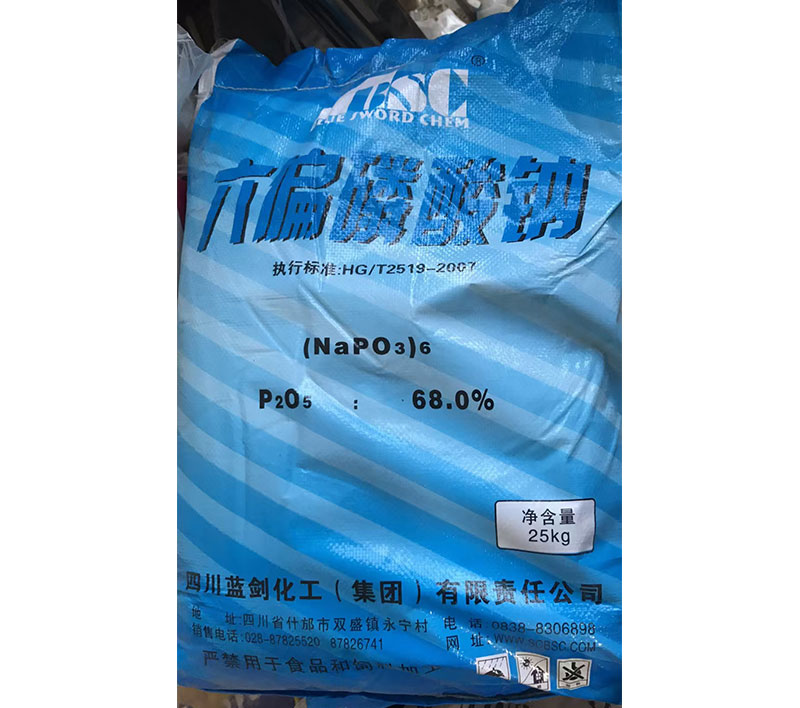 BSC ®
BLUE SWORD CHEM
六偏磷酸钠
执行标准:HG/T2519-2007
(NaPO3)6
P2O5 : 68.0%
净含量
25kg
四川蓝剑化工(集团)有限责任公司
地 址:四川省什邡市双盛镇永宁村 电 话 0838-8306898
销售电话:028-87825520 87826741 网 址:WWW.SCBSC.COM
严禁用于食品和饲料加工